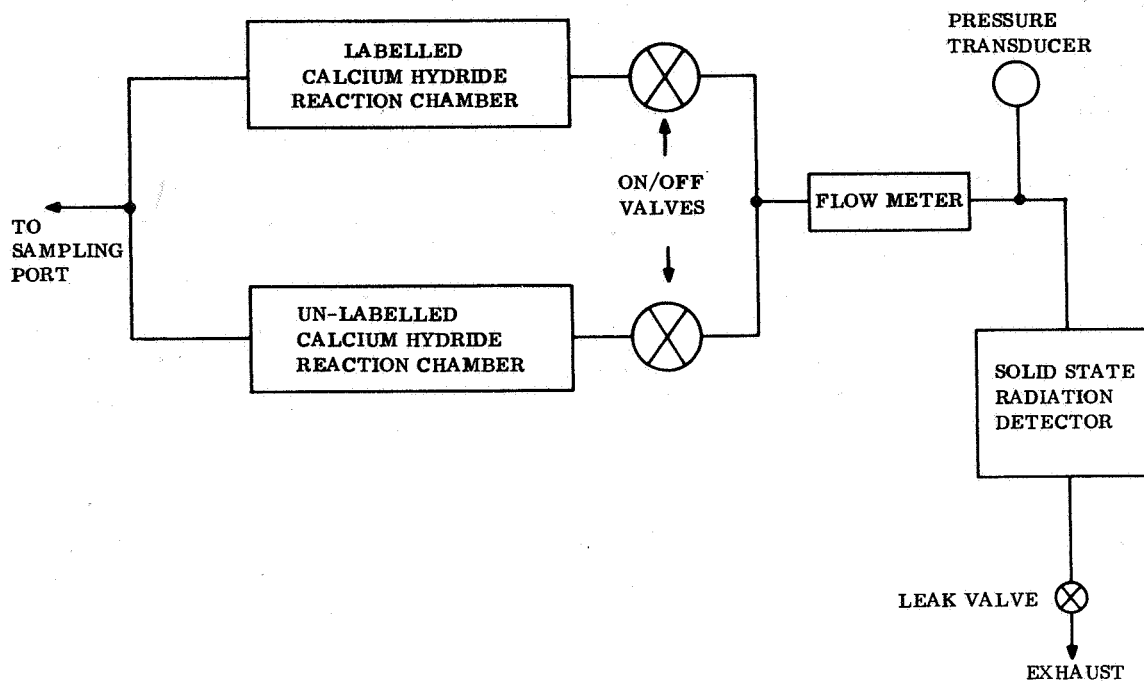 PRESSURE
TRANSDUCER
LABELLED
CALCIUM HYDRIDE
REACTION CHAMBER
ON/OFF
VALVES
FLOW METER
TO
SAMPLING
PORT
UN-LABELLED
CALCIUM HYDRIDE
REACTION CHAMBER
SOLID STATE
RADIATION
DETECTOR
LEAK VALVE
EXHAUST